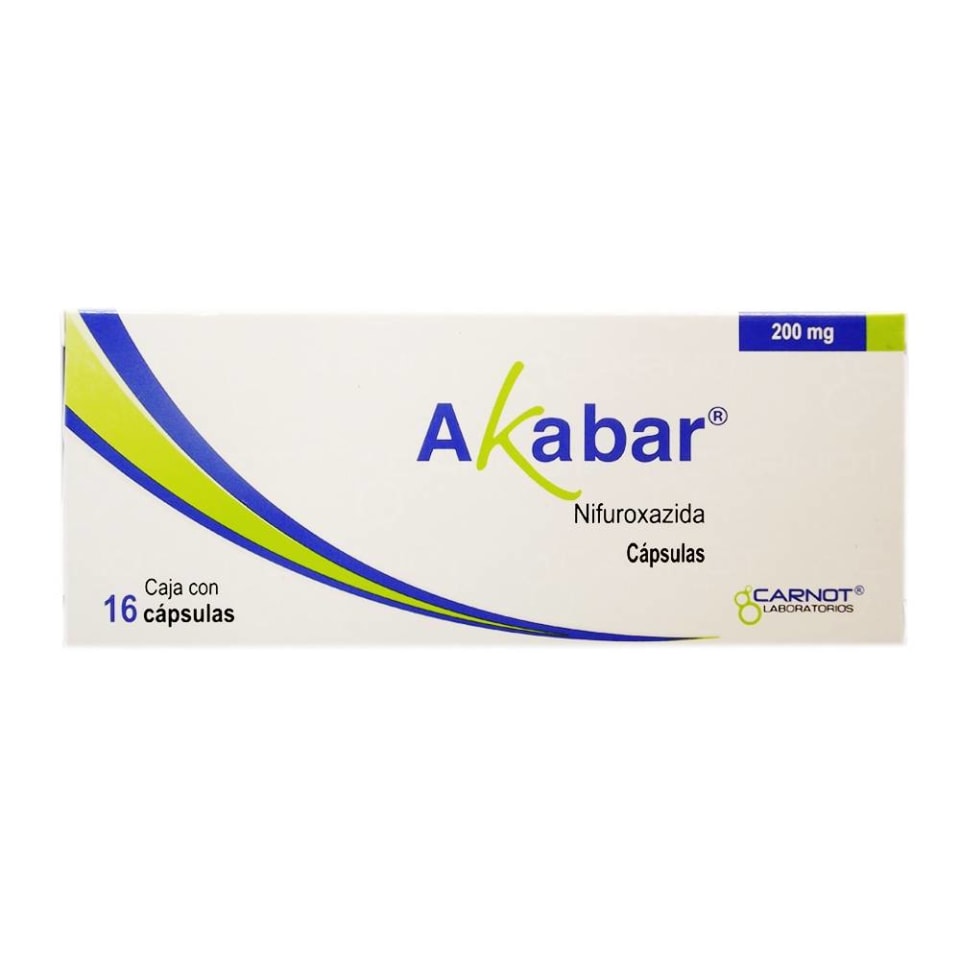 200 mg
Akabar®
Nifuroxazida
Cápsulas
Caja con
16 cápsulas
CARNOT®
LABORATORIOS